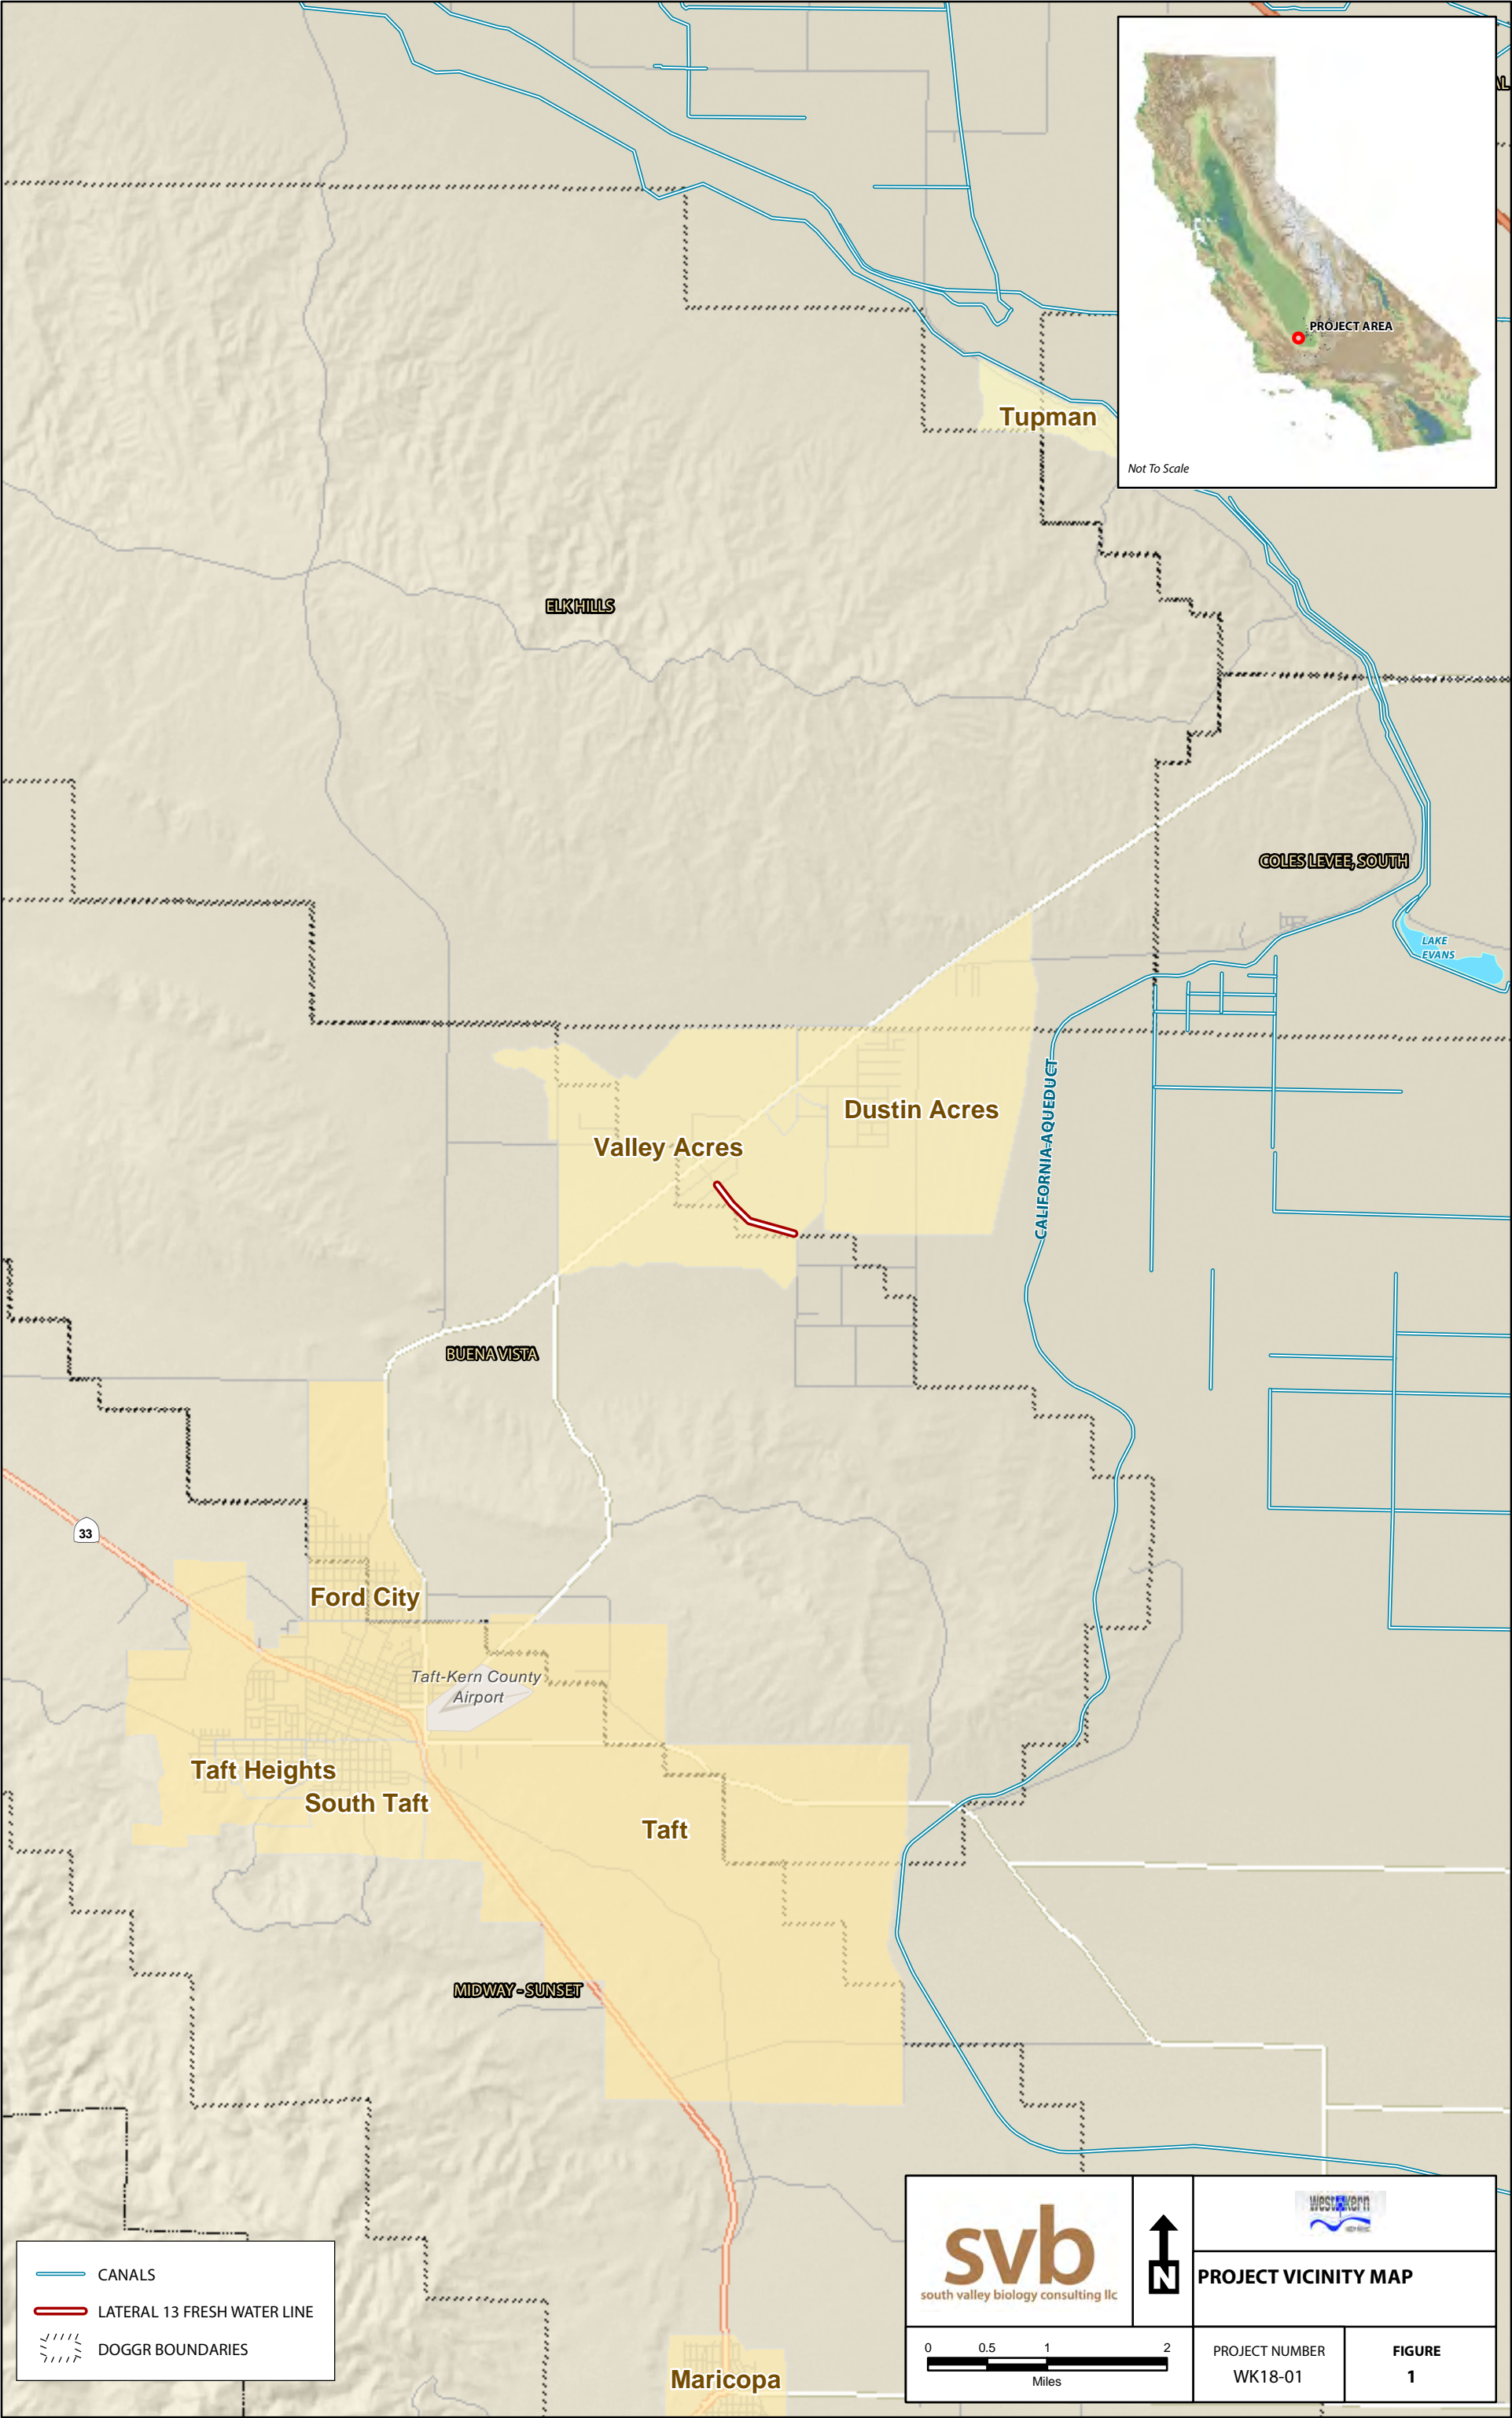 AL
PROJECT AREA
Not To Scale
Tupman
ELK HILLS
COLES LEVEE, SOUTH
LAKE
EVANS
CALIFORNIA AQUEDUCT
Dustin Acres
Valley Acres
BUENA VISTA
33
Ford City
Taft-Kern County
Airport
Taft Heights
South Taft
Taft
MIDWAY - SUNSET
Maricopa
CANALS
LATERAL 13 FRESH WATER LINE
DOGGR BOUNDARIES
svb
south valley biology consulting llc
N
west kern
PROJECT VICINITY MAP
0 0.5 1 2
Miles
PROJECT NUMBER
WK18-01
FIGURE
1